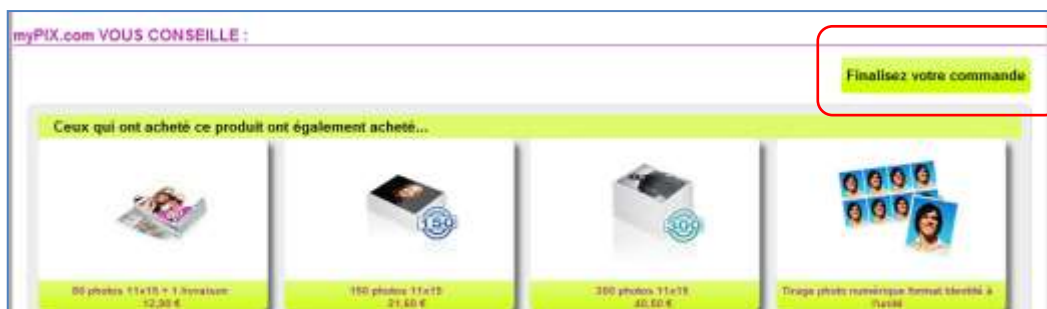 myPIX.com VOUS CONSEILLE :
Finalisez votre commande
Ceux qui ont acheté ce produit ont également acheté...
150
300
photos 11x15 + 1 livraison
12,90 €
150 photos 11x15
21,60 €
300 photos 11x15
40,50 €
Tirage photo numérique format Identité à
l'unité